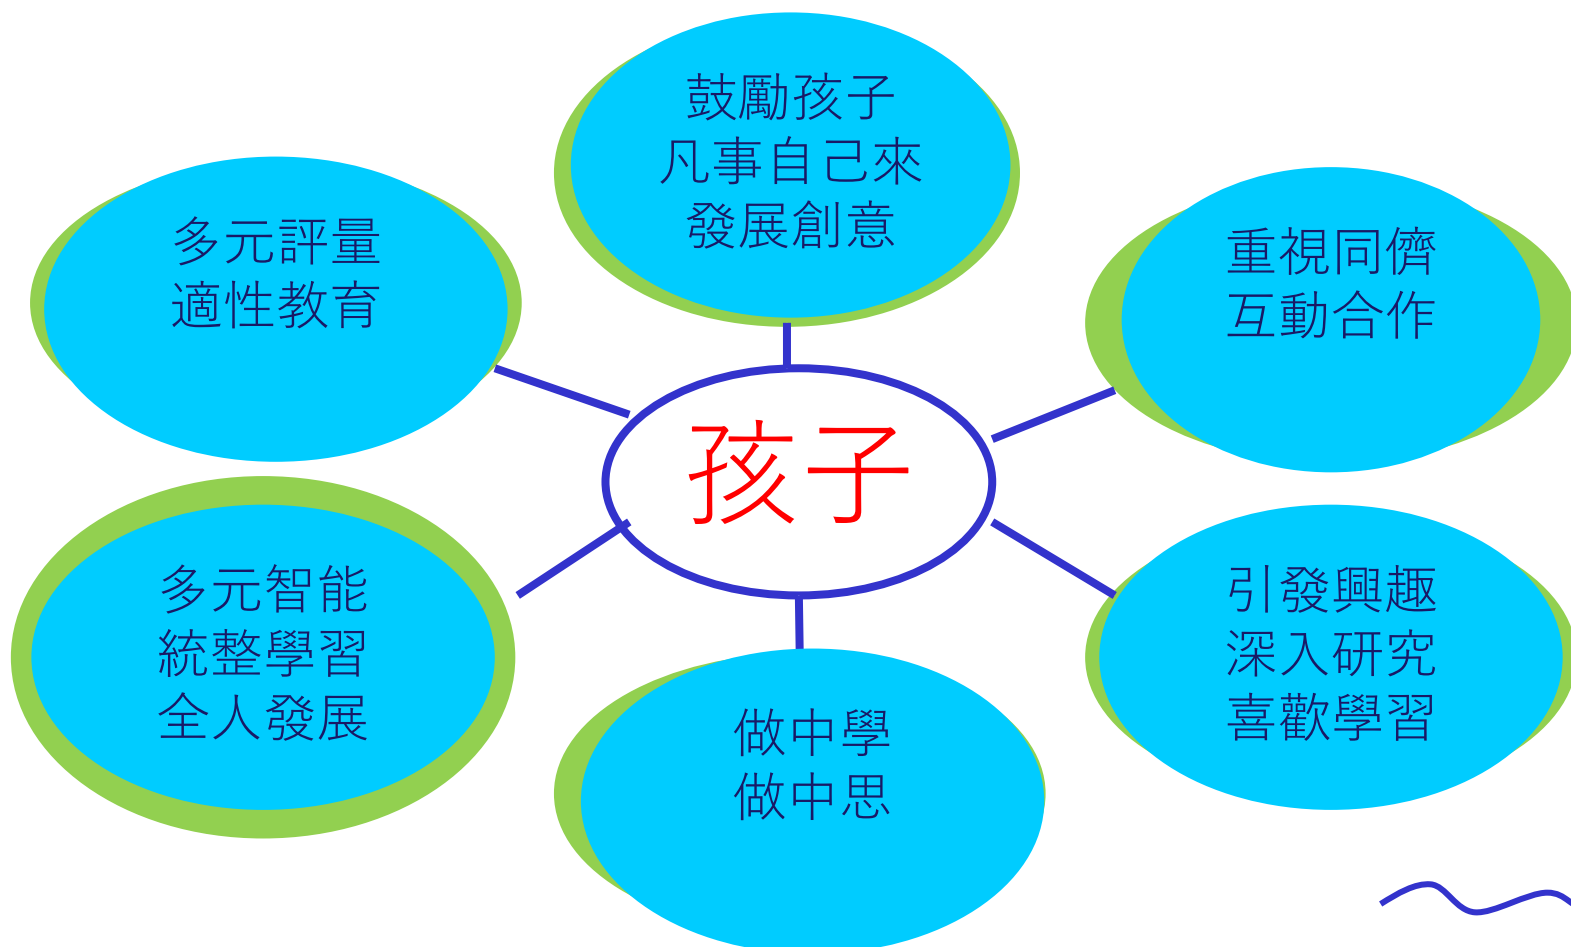 鼓勵孩子
凡事自己來
發展創意
多元評量
適性教育
重視同儕
互動合作
孩子
多元智能
統整學習
全人發展
引發興趣
深入研究
喜歡學習
做中學
做中思